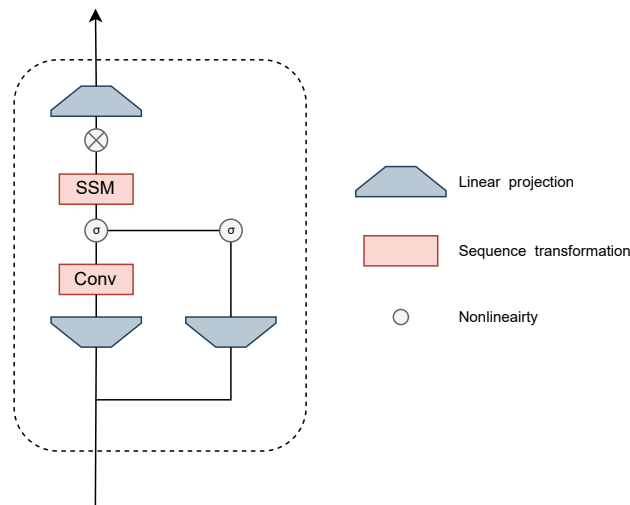 SSM
σ σ
Conv
Linear projection
Sequence transformation
Nonlineairty